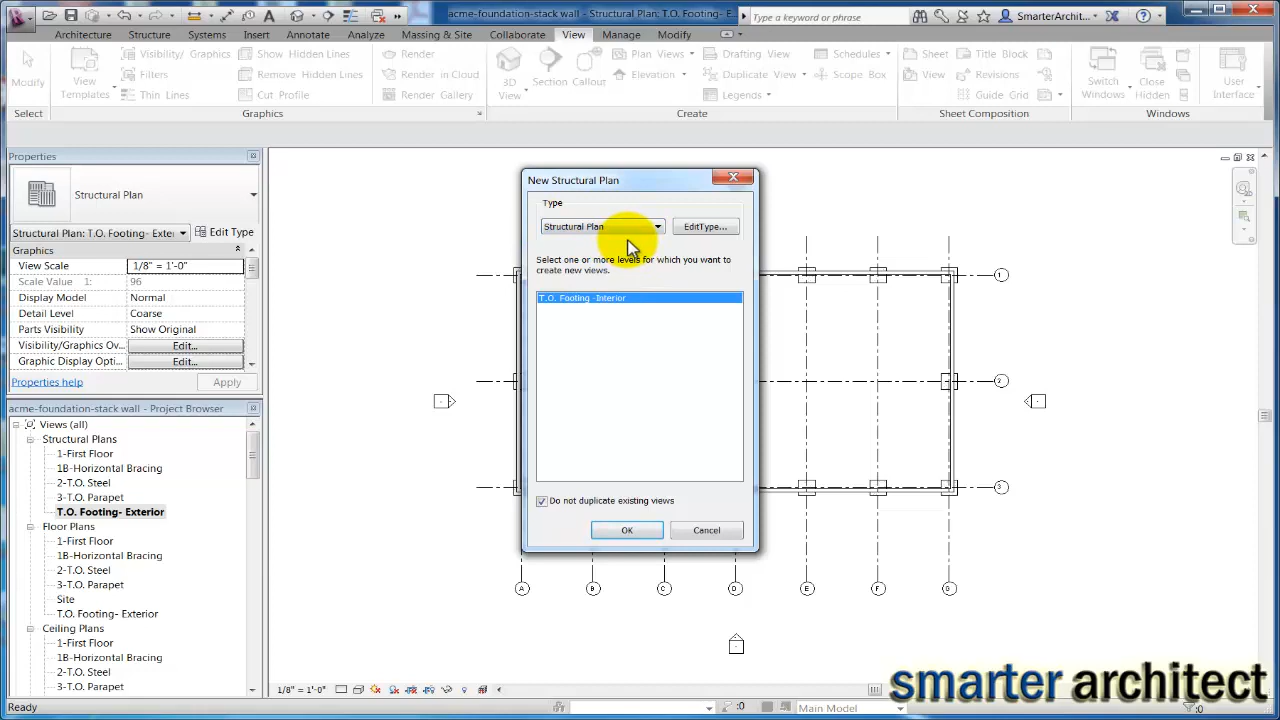 acme-foundation-stack wall - Structural Plan: T.O. Footing- E...
Type a keyword or phrase
SmarterArchit...
Architecture Structure Systems Insert Annotate Analyze Massing & Site Collaborate View Manage Modify
Modify
View Templates
Visibility/ Graphics
Filters
Thin Lines
Show Hidden Lines
Remove Hidden Lines
Cut Profile
Render
Render in Cloud
Render Gallery
3D View
Section
Callout
Plan Views
Elevation
Drafting View
Duplicate View
Legends
Schedules
Scope Box
Sheet
View
Title Block
Revisions
Guide Grid
Switch Windows
Close Hidden
User Interface
Select Graphics Create Sheet Composition Windows
Properties
Structural Plan
Structural Plan: T.O. Footing- Exter
Edit Type
Graphics
View Scale 1/8" = 1'-0"
Scale Value 1: 96
Display Model Normal
Detail Level Coarse
Parts Visibility Show Original
Visibility/Graphics Ov... Edit...
Graphic Display Opti... Edit...
Properties help Apply
acme-foundation-stack wall - Project Browser
Views (all)
Structural Plans
1-First Floor
1B-Horizontal Bracing
2-T.O. Steel
3-T.O. Parapet
T.O. Footing- Exterior
Floor Plans
1-First Floor
1B-Horizontal Bracing
2-T.O. Steel
3-T.O. Parapet
Site
T.O. Footing- Exterior
Ceiling Plans
1-First Floor
1B-Horizontal Bracing
2-T.O. Steel
3-T.O. Parapet
New Structural Plan
Type
Structural Plan
EditType...
Select one or more levels for which you want to
create new views.
T.O. Footing -Interior
Do not duplicate existing views
OK Cancel
1
2
3
A B C D E F G
1/8" = 1'-0"
smarter architect
Ready
:0
Main Model
:0